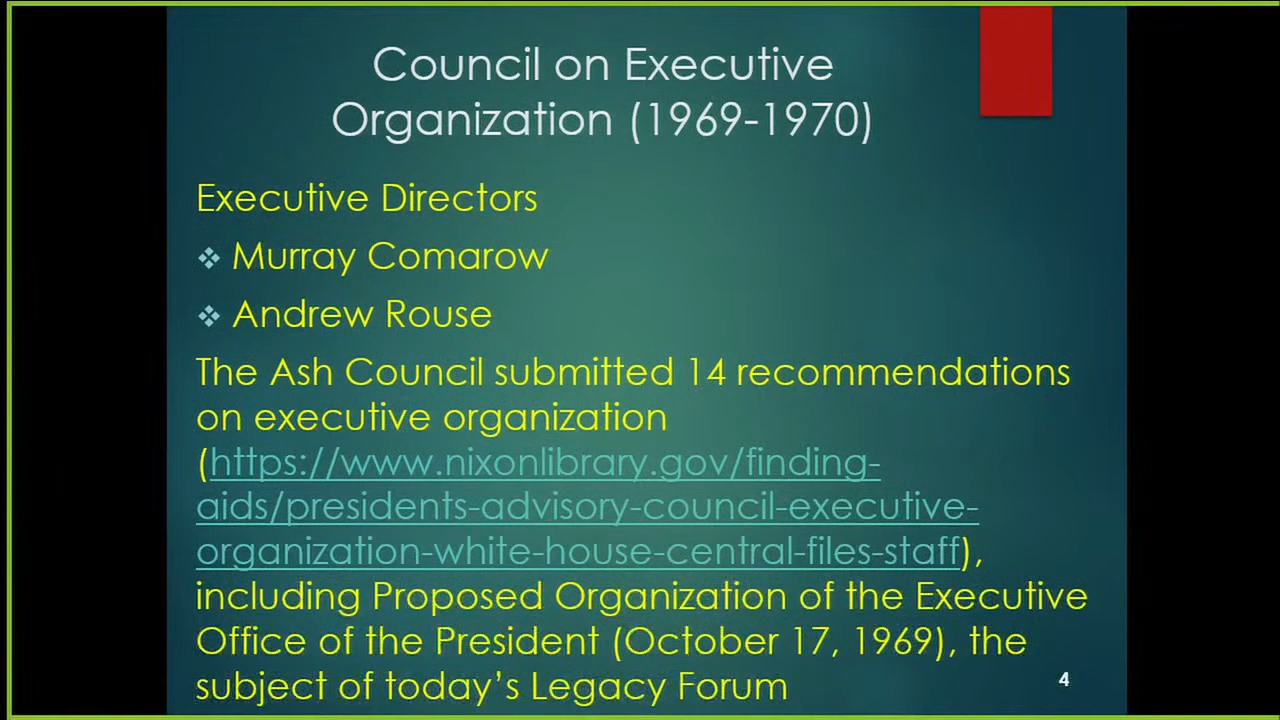 Council on Executive
Organization (1969-1970)
Executive Directors
❖ Murray Comarow
❖ Andrew Rouse
The Ash Council submitted 14 recommendations
on executive organization
(https://www.nixonlibrary.gov/finding-
aids/presidents-advisory-council-executive-
organization-white-house-central-files-staff),
including Proposed Organization of the Executive
Office of the President (October 17, 1969), the
subject of today’s Legacy Forum
4